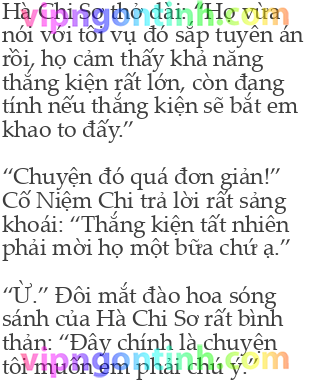 Hà Chi Sơ thở dài: “Họ vừa
nói với tôi vụ đó sắp tuyên án
rồi, họ cảm thấy khả năng
thắng kiện rất lớn, còn đang
tính nếu thắng kiện sẽ bắt em
khao to đấy.”
“Chuyện đó quá đơn giản!”
Cố Niệm Chi trả lời rất sảng
khoái: “Thắng kiện tất nhiên
phải mời họ một bữa chứ ạ.”
“Ừ.” Đôi mắt đào hoa sóng
sánh của Hà Chi Sơ rất bình
thản: “Đây chính là chuyện
tôi muốn em phải chú ý.”
vipngontinh.com
vipngontinh.com